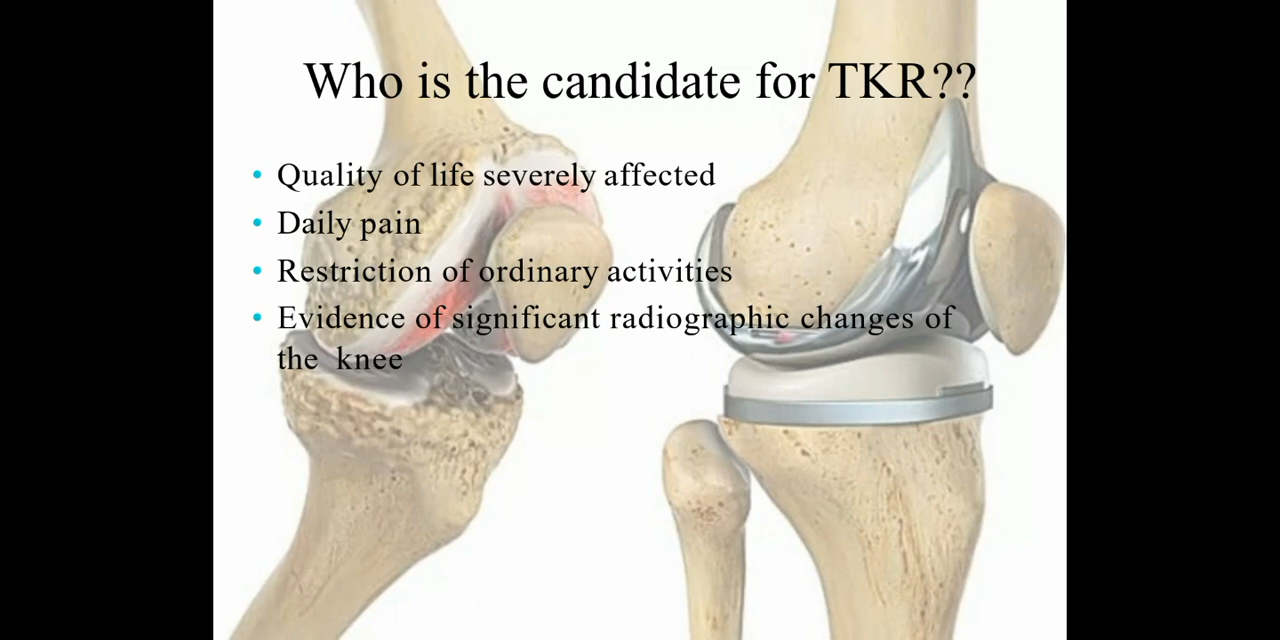 Who is the candidate for TKR??
• Quality of life severely affected
• Daily pain
• Restriction of ordinary activities
• Evidence of significant radiographic changes of
the knee